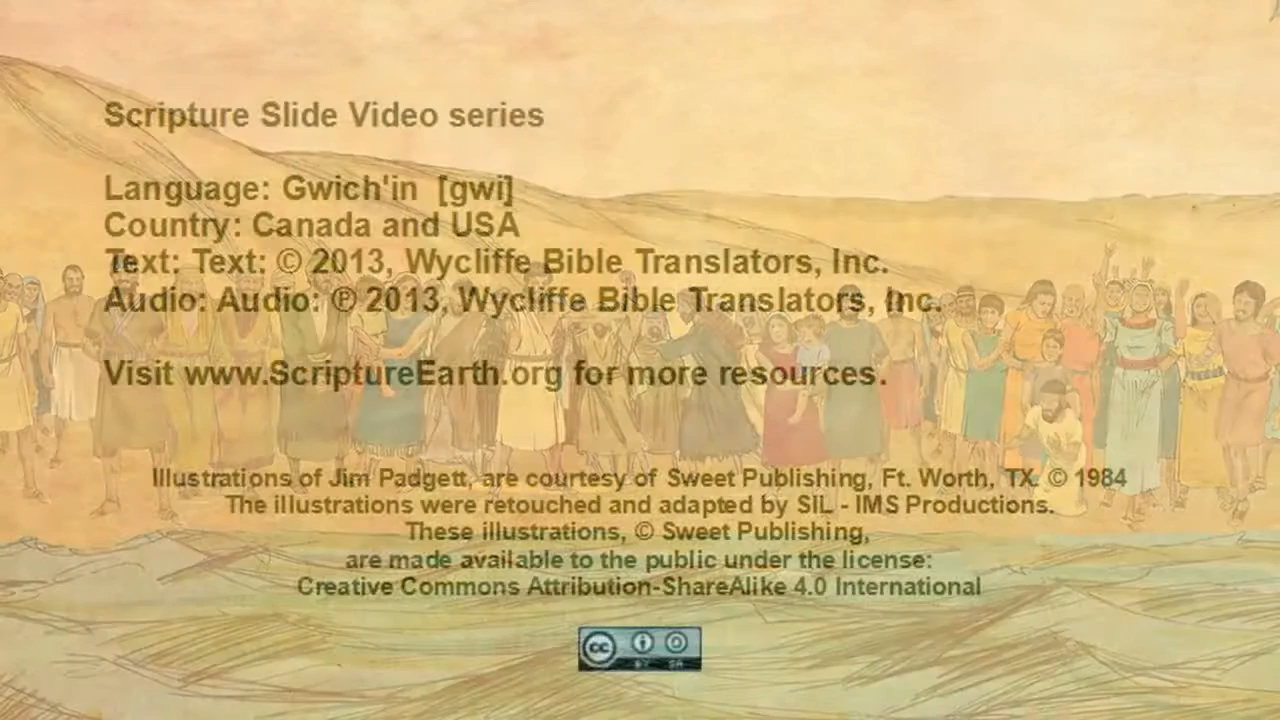 Scripture Slide Video series
Language: Gwich'in [gwi]
Country: Canada and USA
Text: Text: © 2013, Wycliffe Bible Translators, Inc.
Audio: Audio: ℗ 2013, Wycliffe Bible Translators, Inc.
Visit www.ScriptureEarth.org for more resources.
Illustrations of Jim Padgett, are courtesy of Sweet Publishing, Ft. Worth, TX. © 1984
The illustrations were retouched and adapted by SIL - IMS Productions.
These illustrations, © Sweet Publishing,
are made available to the public under the license:
Creative Commons Attribution-ShareAlike 4.0 International
cc
BY SA